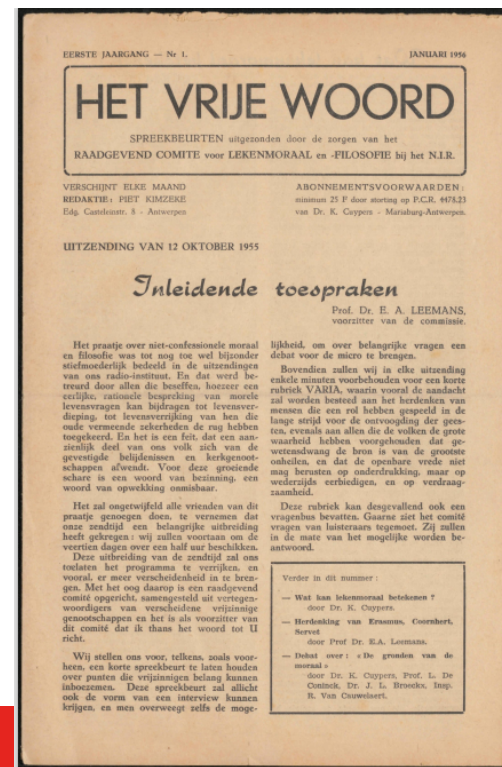 EERSTE JAARGANG — Nr 1.
JANUARI 1956
HET VRIJE WOORD
SPREEKBEURTEN uitgezonden door de zorgen van het
RAADGEVEND COMITE voor LEKENMORAAL en -FILOSOFIE bij het N.I.R.
VERSCHIJNT ELKE MAAND
REDAKTIE: PIET KIMZEKE
Edg. Casteleinstr. 8 - Antwerpen
ABONNEMENTSVOORWAARDEN:
minimum 25 F door storting op P.C.R. 4478.23
van Dr. K. Cuypers - Mariaburg-Antwerpen.
UITZENDING VAN 12 OKTOBER 1955
Inleidende toespraken
Prof. Dr. E. A. LEEMANS,
voorzitter van de commissie.
Het praatje over niet-confessionele moraal
en filosofie was tot nog toe wel bijzonder
stiefmoederlijk bedeeld in de uitzendingen
van ons radio-instituut. En dat werd be-
treurd door allen die beseffen, hoezeer een
eerlijke, rationele bespreking van morele
levensvragen kan bijdragen tot levensver-
dieping, tot levensverrijking van hen die
oude vermeende zekerheden de rug hebben
toegekeerd. En het is een feit, dat een aan-
zienlijk deel van ons volk zich van de
gevestigde belijdenissen en kerkgenoot-
schappen afwendt. Voor deze groeiende
schare is een woord van bezinning, een
woord van opwekking onmisbaar.
Het zal ongetwijfeld alle vrienden van dit
praatje genoegen doen, te vernemen dat
onze zendtijd een belangrijke uitbreiding
heeft gekregen : wij zullen voortaan om de
veertien dagen over een half uur beschikken.
Deze uitbreiding van de zendtijd zal ons
toelaten het programma te verrijken, en
vooral, er meer verscheidenheid in te bren-
gen. Met het oog daarop is een raadgevend
comité opgericht, samengesteld uit vertegen-
woordigers van verscheidene vrijzinnige
genootschappen en het is als voorzitter van
dit comité dat ik thans het woord tot U
richt.
Wij stellen ons voor, telkens, zoals voor-
heen, een korte spreekbeurt te laten houden
over punten die vrijzinnigen belang kunnen
inboezemen. Deze spreekbeurt zal allicht
ook de vorm van een interview kunnen
krijgen, en men overweegt zelfs de moge-
lijkheid, om over belangrijke vragen een
debat voor de micro te brengen.
Bovendien zullen wij in elke uitzending
enkele minuten voorbehouden voor een korte
rubriek VARIA, waarin vooral de aandacht
zal worden besteed aan het herdenken van
mensen die een rol hebben gespeeld in de
lange strijd voor de ontvoogding der gees-
ten, evenals aan allen die de volken de grote
waarheid hebben voorgehouden dat ge-
wetensdwang de bron is van de grootste
onheilen, en dat de openbare vrede niet
mag berusten op onderdrukking, maar op
wederzijds eerbiedigen, en op verdraag-
zaamheid.
Deze rubriek kan desgevallend ook een
vragenbus bevatten. Gaarne ziet het comité
vragen van luisteraars tegemoet. Zij zullen
in de mate van het mogelijke worden be-
antwoord.
Verder in dit nummer :
— Wat kan lekenmoraal betekenen ?
door Dr. K. Cuypers.
— Herdenking van Erasmus, Coornhert,
Servet
door Prof Dr. E.A. Leemans.
— Debat over : « De gronden van de
moraal »
door Dr. K. Cuypers, Prof. L. De
Coninck, Dr. J. L. Broeckx, Insp.
R. Van Cauwelaert.